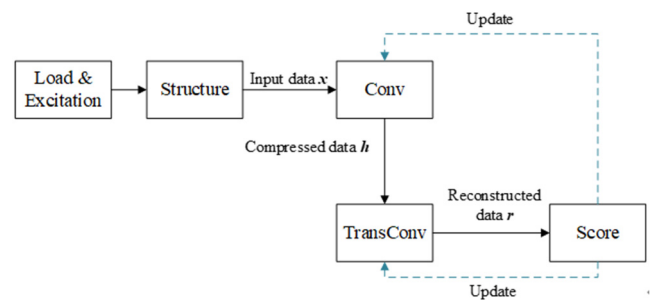 Update
Load &
Excitation
Structure
Input data x
Conv
Compressed data h
TransConv
Reconstructed
data r
Score
Update